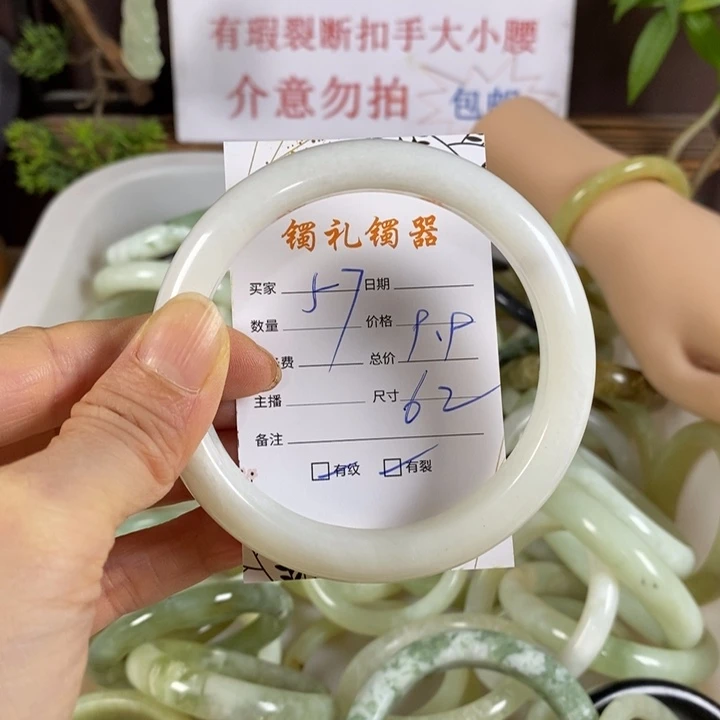 有瑕裂断扣手大小腰
介意勿拍 包邮
镯礼镯器
买家 57 日期
数量 价格 9.9
费 总价
主播 尺寸 62
备注
有纹 有裂